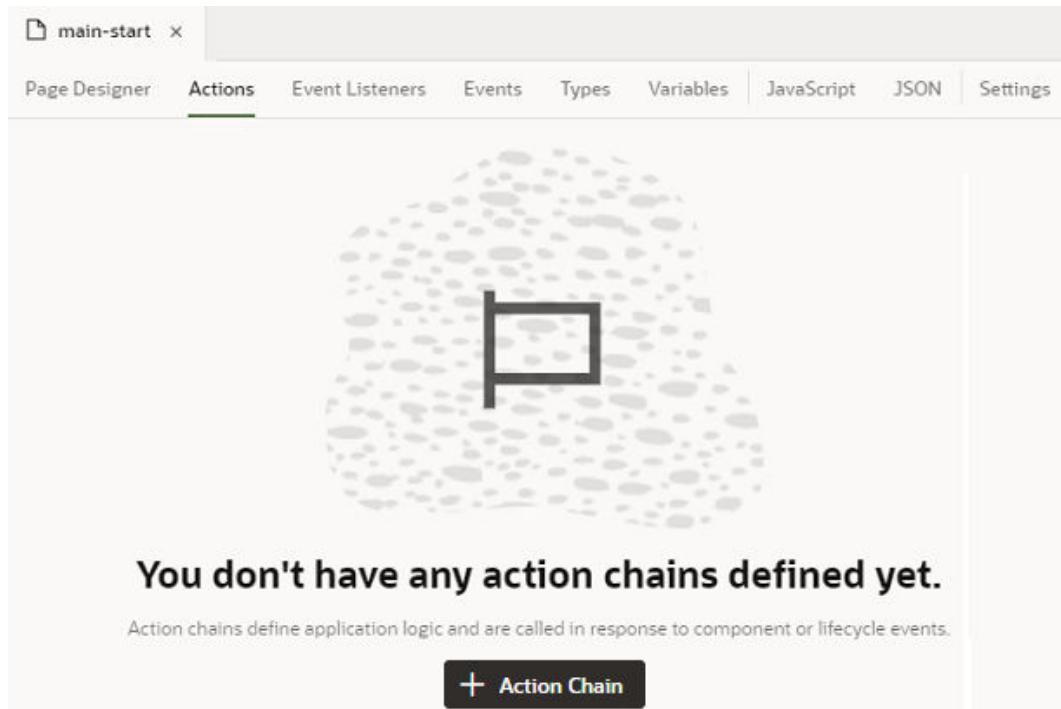 main-start ×
Page Designer Actions Event Listeners Events Types Variables JavaScript JSON Settings
You don't have any action chains defined yet.
Action chains define application logic and are called in response to component or lifecycle events.
+ Action Chain